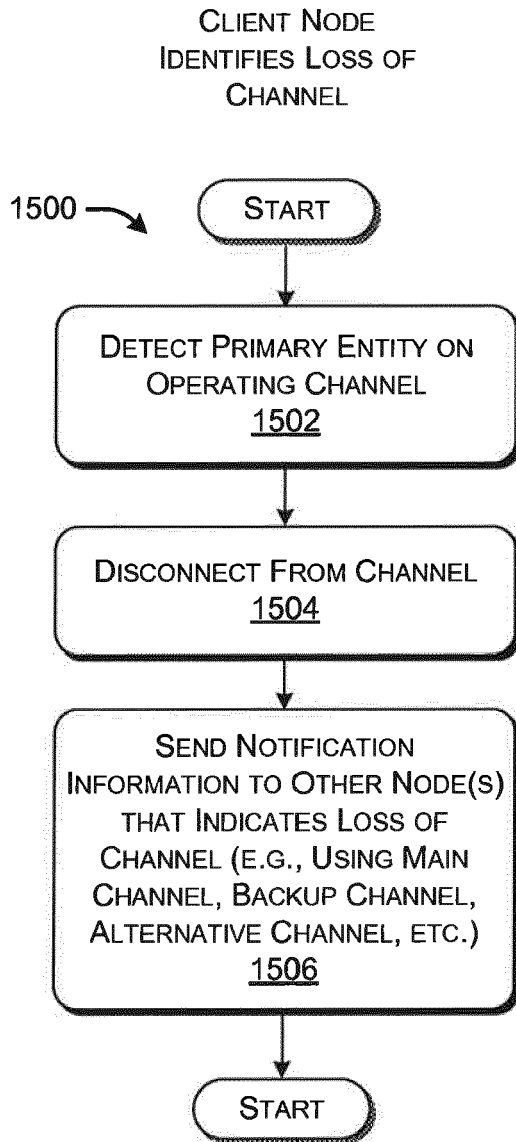 CLIENT NODE
IDENTIFIES LOSS OF
CHANNEL
1500
START
DETECT PRIMARY ENTITY ON
OPERATING CHANNEL
1502
DISCONNECT FROM CHANNEL
1504
SEND NOTIFICATION
INFORMATION TO OTHER NODE(S)
THAT INDICATES LOSS OF
CHANNEL (E.G., USING MAIN
CHANNEL, BACKUP CHANNEL,
ALTERNATIVE CHANNEL, ETC.)
1506
START